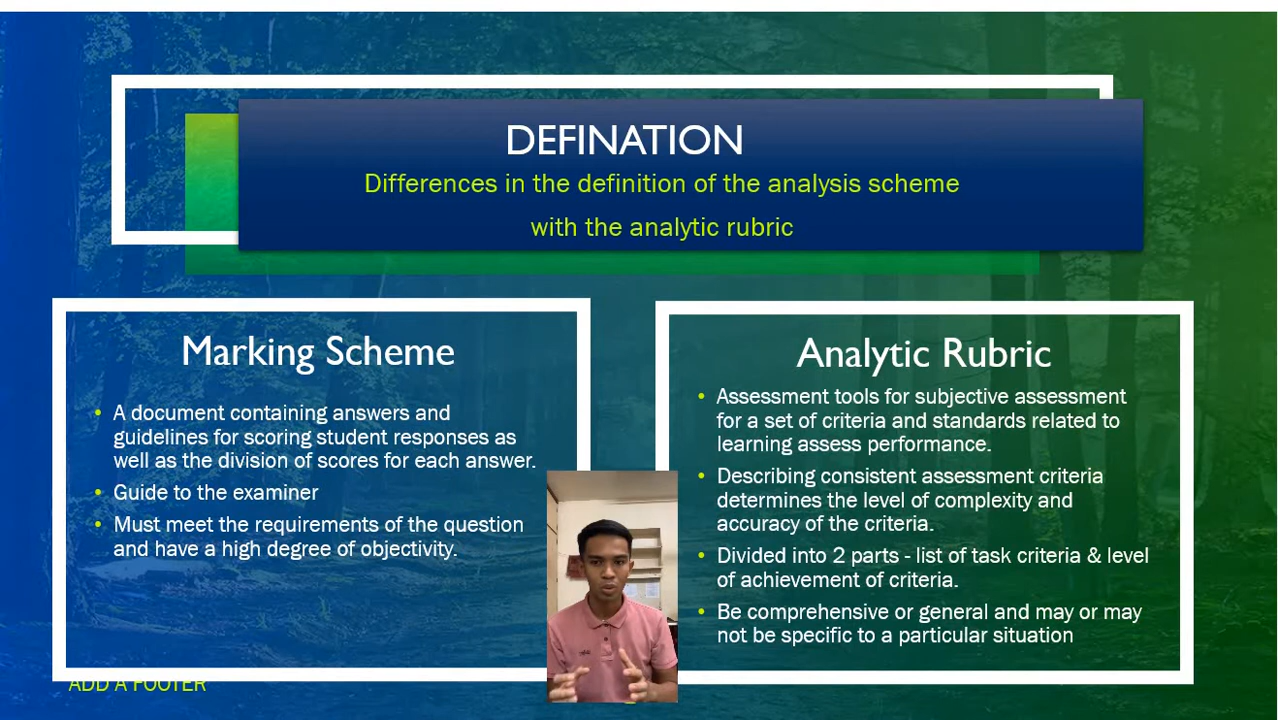 DEFINATION
Differences in the definition of the analysis scheme
with the analytic rubric
Marking Scheme
• A document containing answers and
guidelines for scoring student responses as
well as the division of scores for each answer.
• Guide to the examiner
• Must meet the requirements of the question
and have a high degree of objectivity.
Analytic Rubric
• Assessment tools for subjective assessment
for a set of criteria and standards related to
learning assess performance.
• Describing consistent assessment criteria
determines the level of complexity and
accuracy of the criteria.
• Divided into 2 parts - list of task criteria & level
of achievement of criteria.
• Be comprehensive or general and may or may
not be specific to a particular situation
ADD A FOOTER